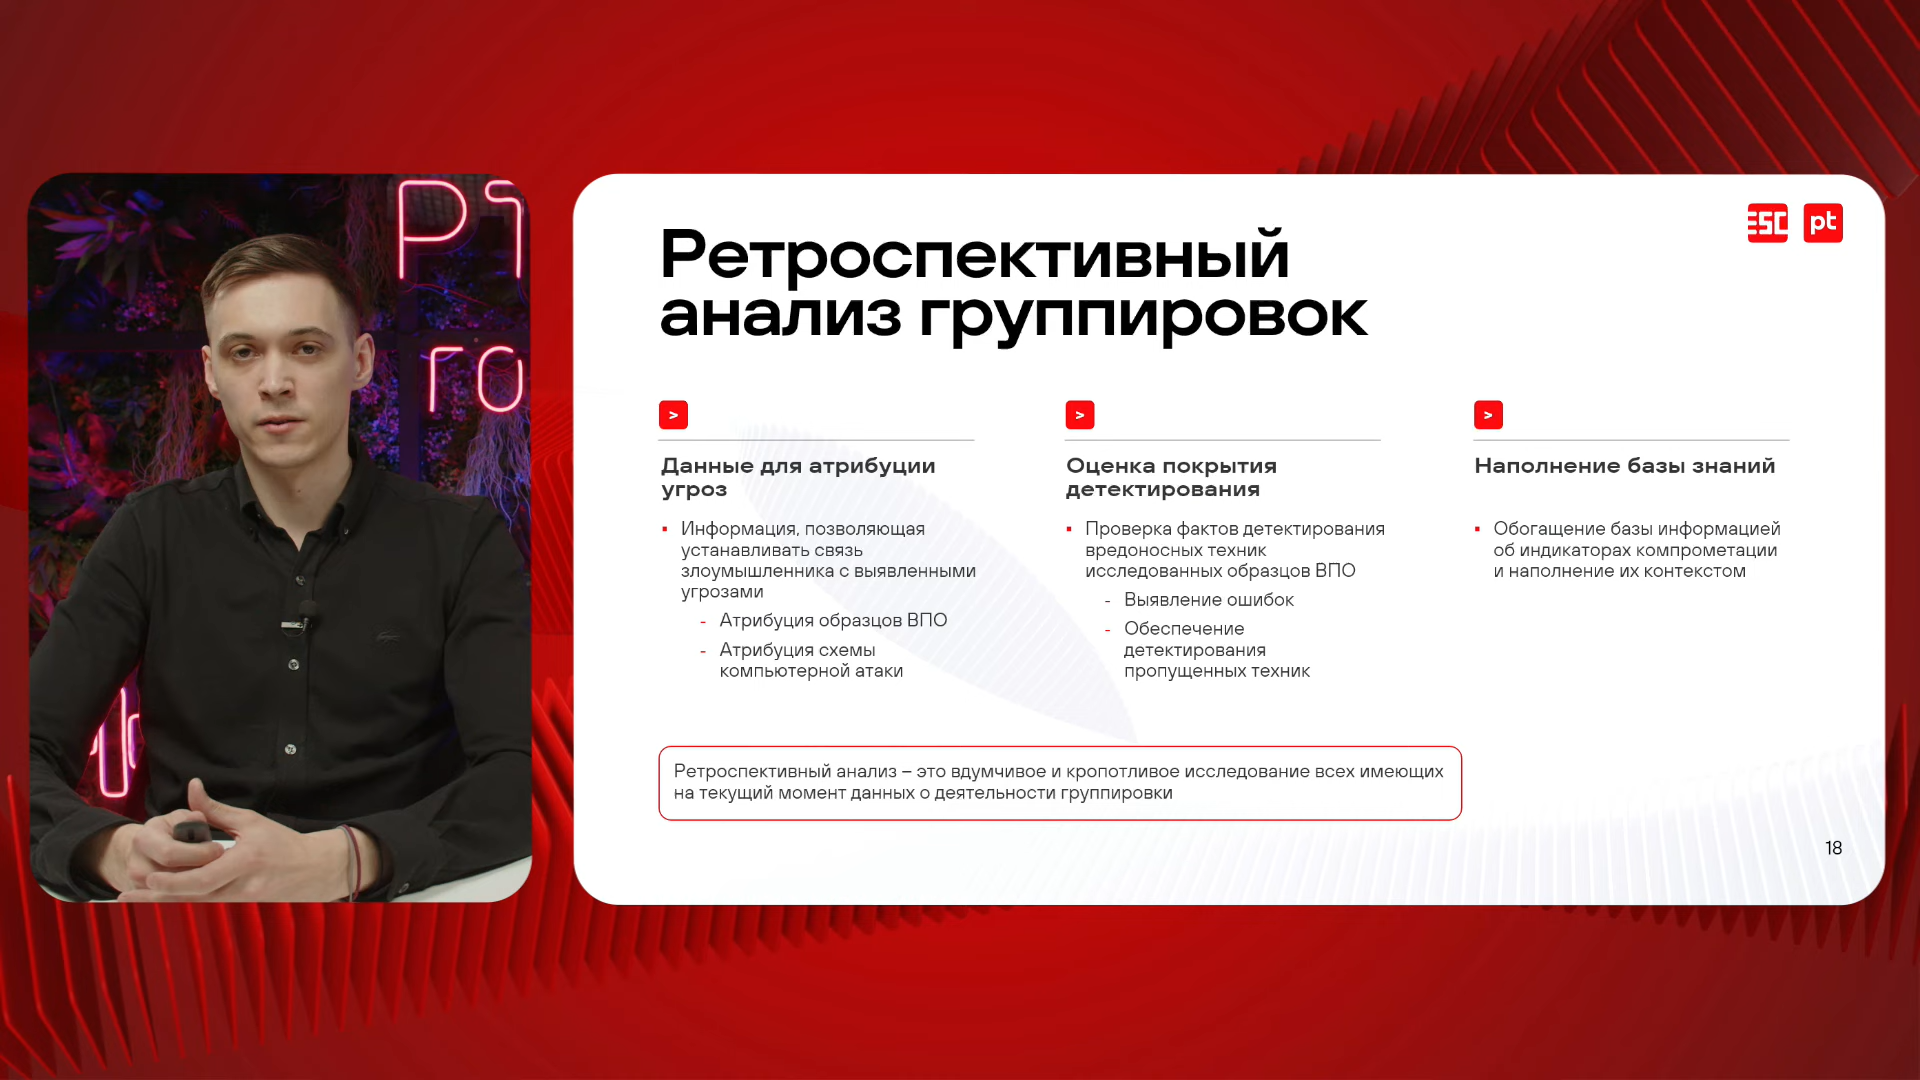 PT
го
ESC pt
Ретроспективный
анализ группировок
>
Данные для атрибуции
угроз
▪ Информация, позволяющая
устанавливать связь
злоумышленника с выявленными
угрозами
- Атрибуция образцов ВПО
- Атрибуция схемы
компьютерной атаки
>
Оценка покрытия
детектирования
▪ Проверка фактов детектирования
вредоносных техник
исследованных образцов ВПО
- Выявление ошибок
- Обеспечение
детектирования
пропущенных техник
>
Наполнение базы знаний
▪ Обогащение базы информацией
об индикаторах компрометации
и наполнение их контекстом
Ретроспективный анализ – это вдумчивое и кропотливое исследование всех имеющих
на текущий момент данных о деятельности группировки
18